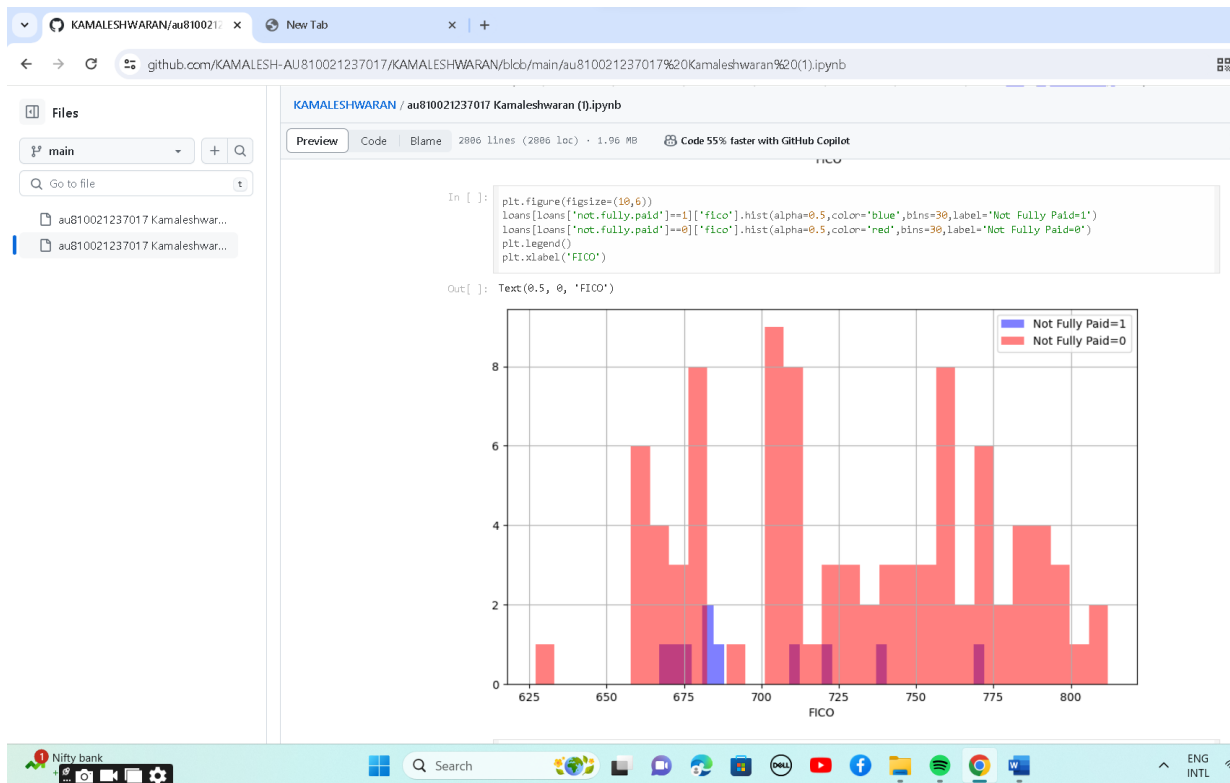 KAMALESHWARAN/au8100212
New Tab
github.com/KAMALESH-AU810021237017/KAMALESHWARAN/blob/main/au810021237017%20Kamaleshwaran%20(1).ipynb
Files
main
Go to file
t
au810021237017 Kamaleshwar...
au810021237017 Kamaleshwar...
KAMALESHWARAN / au810021237017 Kamaleshwaran (1).ipynb
Preview Code Blame 2806 lines (2806 loc) · 1.96 MB Code 55% faster with GitHub Copilot
FICO
In [ ]:
plt.figure(figsize=(10,6))
loans[loans['not.fully.paid']==1]['fico'].hist(alpha=0.5,color='blue',bins=30,label='Not Fully Paid=1')
loans[loans['not.fully.paid']==0]['fico'].hist(alpha=0.5,color='red',bins=30,label='Not Fully Paid=0')
plt.legend()
plt.xlabel('FICO')
Out[ ]: Text(0.5, 0, 'FICO')
Not Fully Paid=1
Not Fully Paid=0
8
6
4
2
0
625 650 675 700 725 750 775 800
FICO
1
Nifty bank
Search
DELL
ENG
INTL